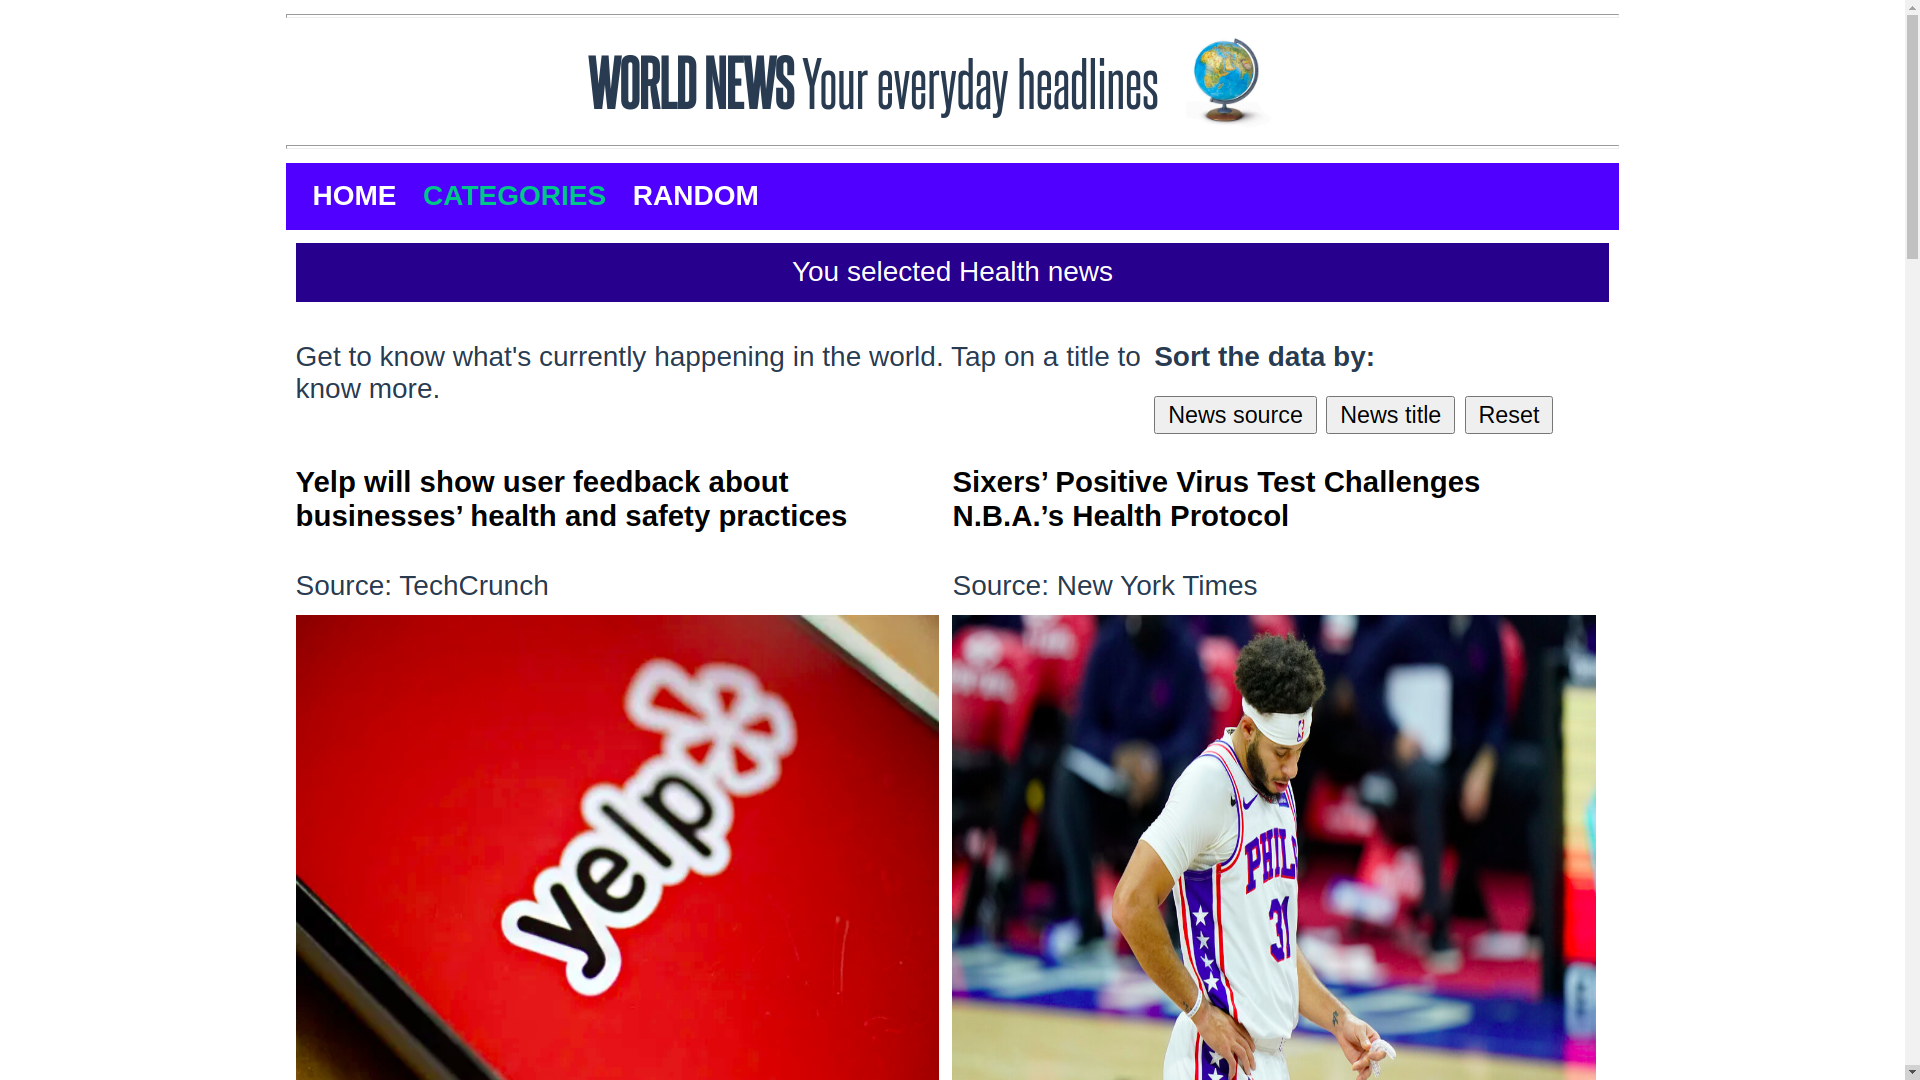 WORLD NEWS Your everyday headlines
HOME CATEGORIES RANDOM
You selected Health news
Get to know what's currently happening in the world. Tap on a title to
know more.
Sort the data by:
News source News title Reset
Yelp will show user feedback about
businesses’ health and safety practices
Source: TechCrunch
yelp
Sixers’ Positive Virus Test Challenges
N.B.A.’s Health Protocol
Source: New York Times
PHIL
31